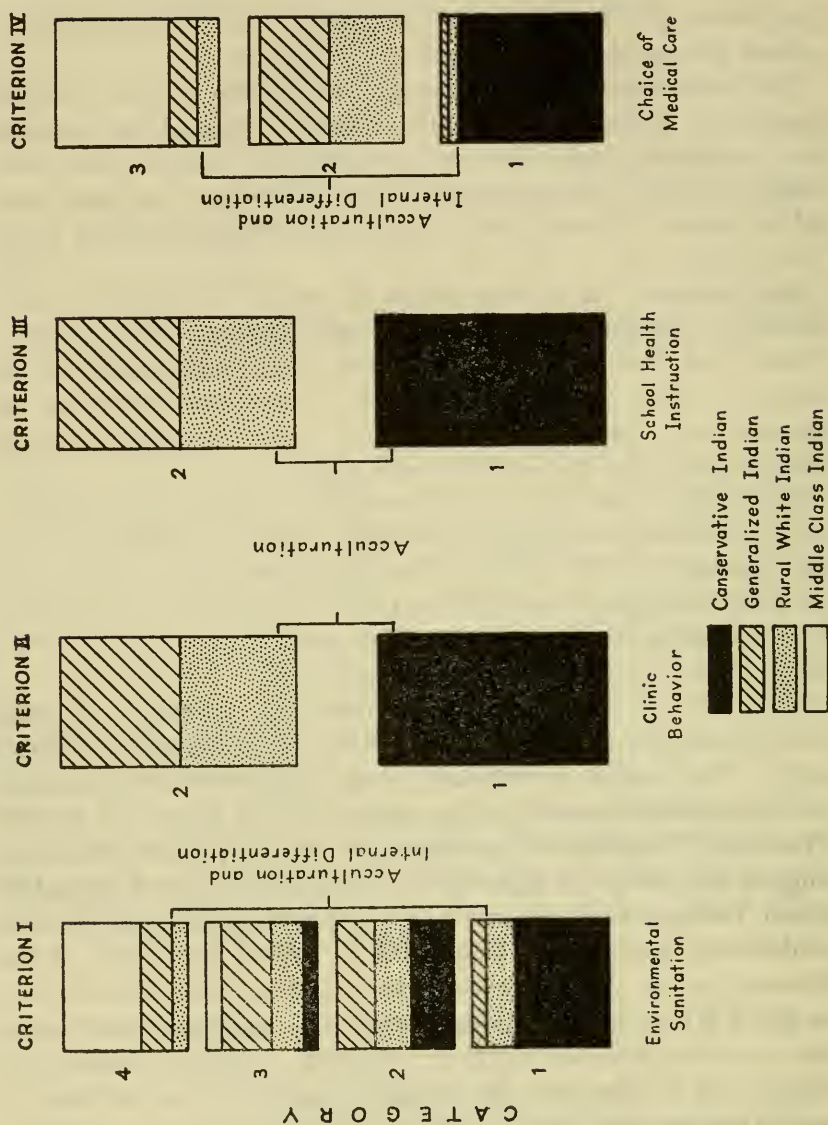 CRITERION I
CRITERION II
CRITERION III
CRITERION IV
CATEGORY
4
3
2
1
Acculturation and
Internal Differentiation
Environmental
Sanitation
2
1
Acculturation
Clinic
Behavior
2
1
School Health
Instruction
3
2
1
Acculturation and
Internal Differentiation
Choice of
Medical Care
Conservative Indian
Generalized Indian
Rural White Indian
Middle Class Indian